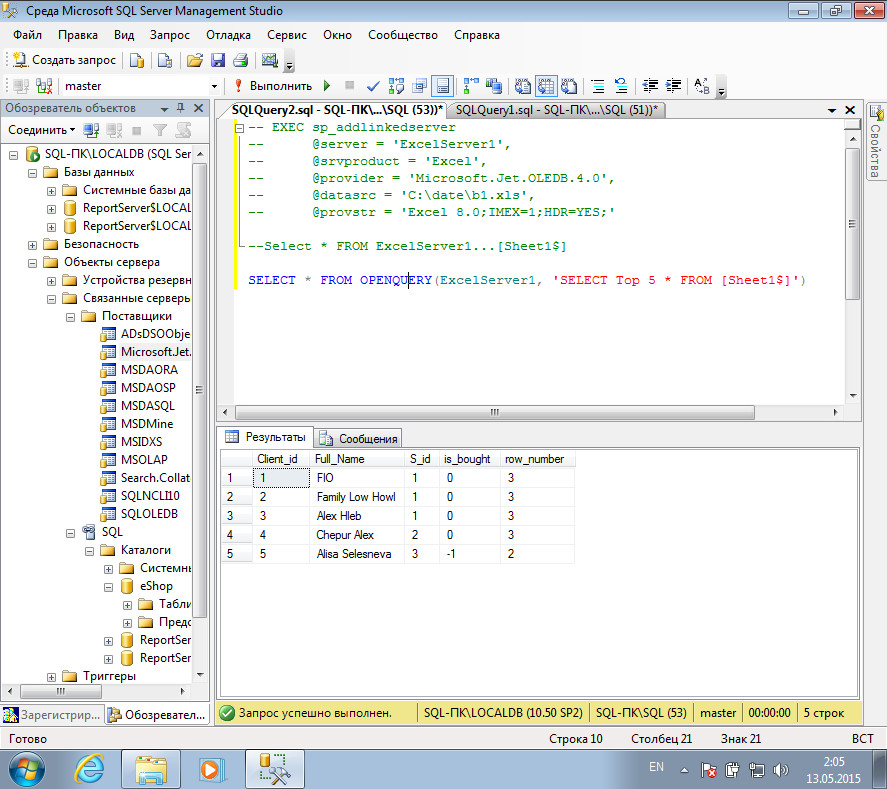 Среда Microsoft SQL Server Management Studio
Файл Правка Вид Запрос Отладка Сервис Окно Сообщество Справка
Создать запрос
master Выполнить
Обозреватель объектов
Соединить
SQL-ПК\LOCALDB (SQL Ser
Базы данных
Системные базы да
ReportServer$LOCAL
ReportServer$LOCAL
Безопасность
Объекты сервера
Устройства резервн
Связанные серверы
Поставщики
ADsDSOObje
Microsoft.Jet.
MSDAORA
MSDAOSP
MSDASQL
MSDMine
MSIDXS
MSOLAP
Search.Collat
SQLNCLI10
SQLOLEDB
SQL
Каталоги
Системнь
eShop
Табли
Предс
ReportSer
ReportSer
Триггеры
Зарегистрир... Обозревател...
SQLQuery2.sql - SQL-ПК\...\SQL (53))* SQLQuery1.sql - SQL-ПК\...\SQL (51))*
-- EXEC sp_addlinkedserver
-- @server = 'ExcelServer1',
-- @srvproduct = 'Excel',
-- @provider = 'Microsoft.Jet.OLEDB.4.0',
-- @datasrc = 'C:\date\b1.xls',
-- @provstr = 'Excel 8.0;IMEX=1;HDR=YES;'
--Select * FROM ExcelServer1...[Sheet1$]
SELECT * FROM OPENQUERY(ExcelServer1, 'SELECT Top 5 * FROM [Sheet1$]')
Свойства
Результаты Сообщения
Client_id Full_Name S_id is_bought row_number
1 1 FIO 1 0 3
2 2 Family Low Howl 1 0 3
3 3 Alex Hleb 1 0 3
4 4 Chepur Alex 2 0 3
5 5 Alisa Selesneva 3 -1 2
Запрос успешно выполнен. SQL-ПК\LOCALDB (10.50 SP2) SQL-ПК\SQL (53) master 00:00:00 5 строк
Готово Строка 10 Столбец 21 Знак 21 ВСТ
EN 2:05
13.05.2015